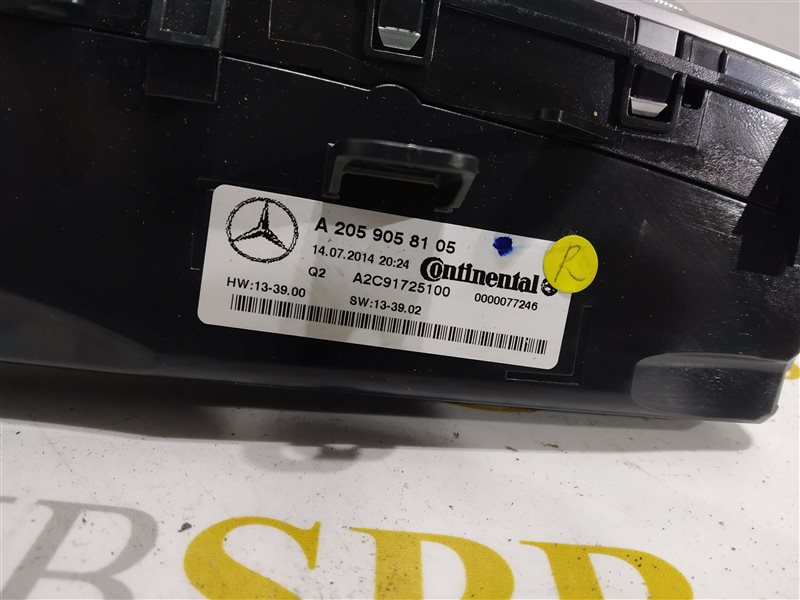 A 205 905 81 05
14.07.2014 20:24
Continental
Q2 A2C91725100 0000077246
HW:13-39.00 SW:13-39.02
R